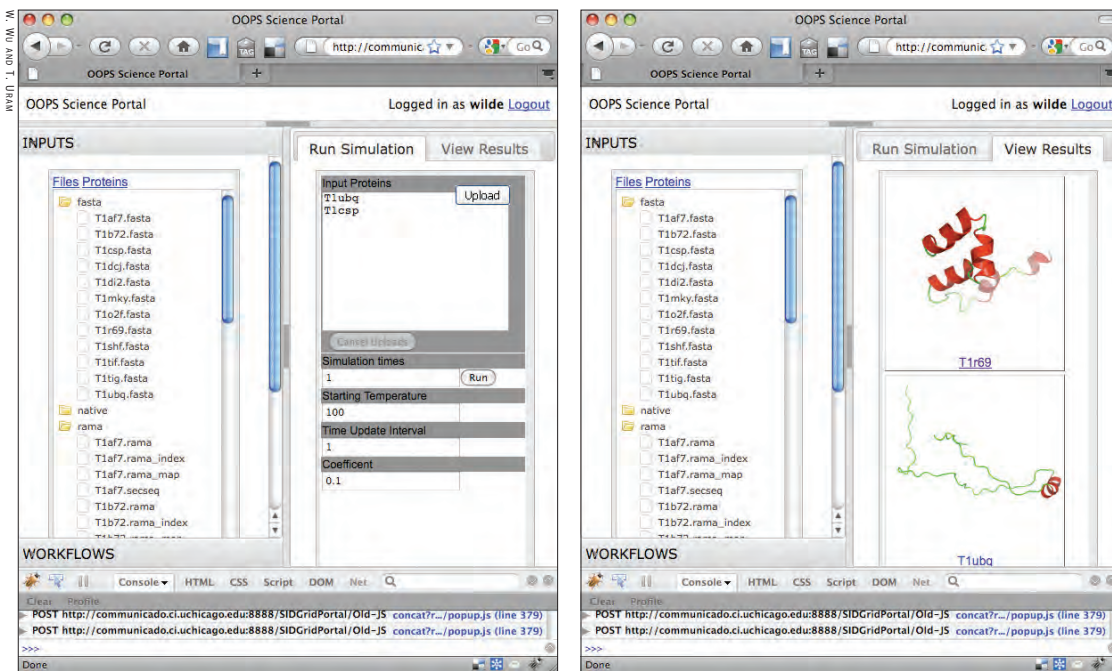 W. WU AND T. URAM
OOPS Science Portal
http://communic
Goo
TAG
OOPS Science Portal
+
OOPS Science Portal
Logged in as wilde Logout
INPUTS
Files Proteins
fasta
T1af7.fasta
T1b72.fasta
T1csp.fasta
T1dcj.fasta
T1di2.fasta
T1mky.fasta
T1o2f.fasta
T1r69.fasta
T1shf.fasta
T1tif.fasta
T1tig.fasta
T1ubq.fasta
native
rama
T1af7.rama
T1af7.rama_index
T1af7.rama_map
T1af7.secseq
T1b72.rama
T1b72.rama_index
WORKFLOWS
Run Simulation
View Results
Input Proteins
Upload
T1ubq
T1csp
Cancel Uploads
Simulation times
1
Run
Starting Temperature
100
Time Update Interval
1
Coefficent
0.1
Console HTML CSS Script DOM Net
Clear Profile
POST http://communicado.ci.uchicago.edu:8888/SIDGridPortal/Old-JS concat?r.../popup.js (line 379)
POST http://communicado.ci.uchicago.edu:8888/SIDGridPortal/Old-JS concat?r.../popup.js (line 379)
>>>
Done
OOPS Science Portal
http://communic
Goo
TAG
OOPS Science Portal
+
OOPS Science Portal
Logged in as wilde Logout
INPUTS
Files Proteins
fasta
T1af7.fasta
T1b72.fasta
T1csp.fasta
T1dcj.fasta
T1di2.fasta
T1mky.fasta
T1o2f.fasta
T1r69.fasta
T1shf.fasta
T1tif.fasta
T1tig.fasta
T1ubq.fasta
native
rama
T1af7.rama
T1af7.rama_index
T1af7.rama_map
T1af7.secseq
T1b72.rama
T1b72.rama_index
WORKFLOWS
Run Simulation
View Results
T1r69
T1ubq
Console HTML CSS Script DOM Net
Clear Profile
POST http://communicado.ci.uchicago.edu:8888/SIDGridPortal/Old-JS concat?r.../popup.js (line 379)
POST http://communicado.ci.uchicago.edu:8888/SIDGridPortal/Old-JS concat?r.../popup.js (line 379)
>>>
Done